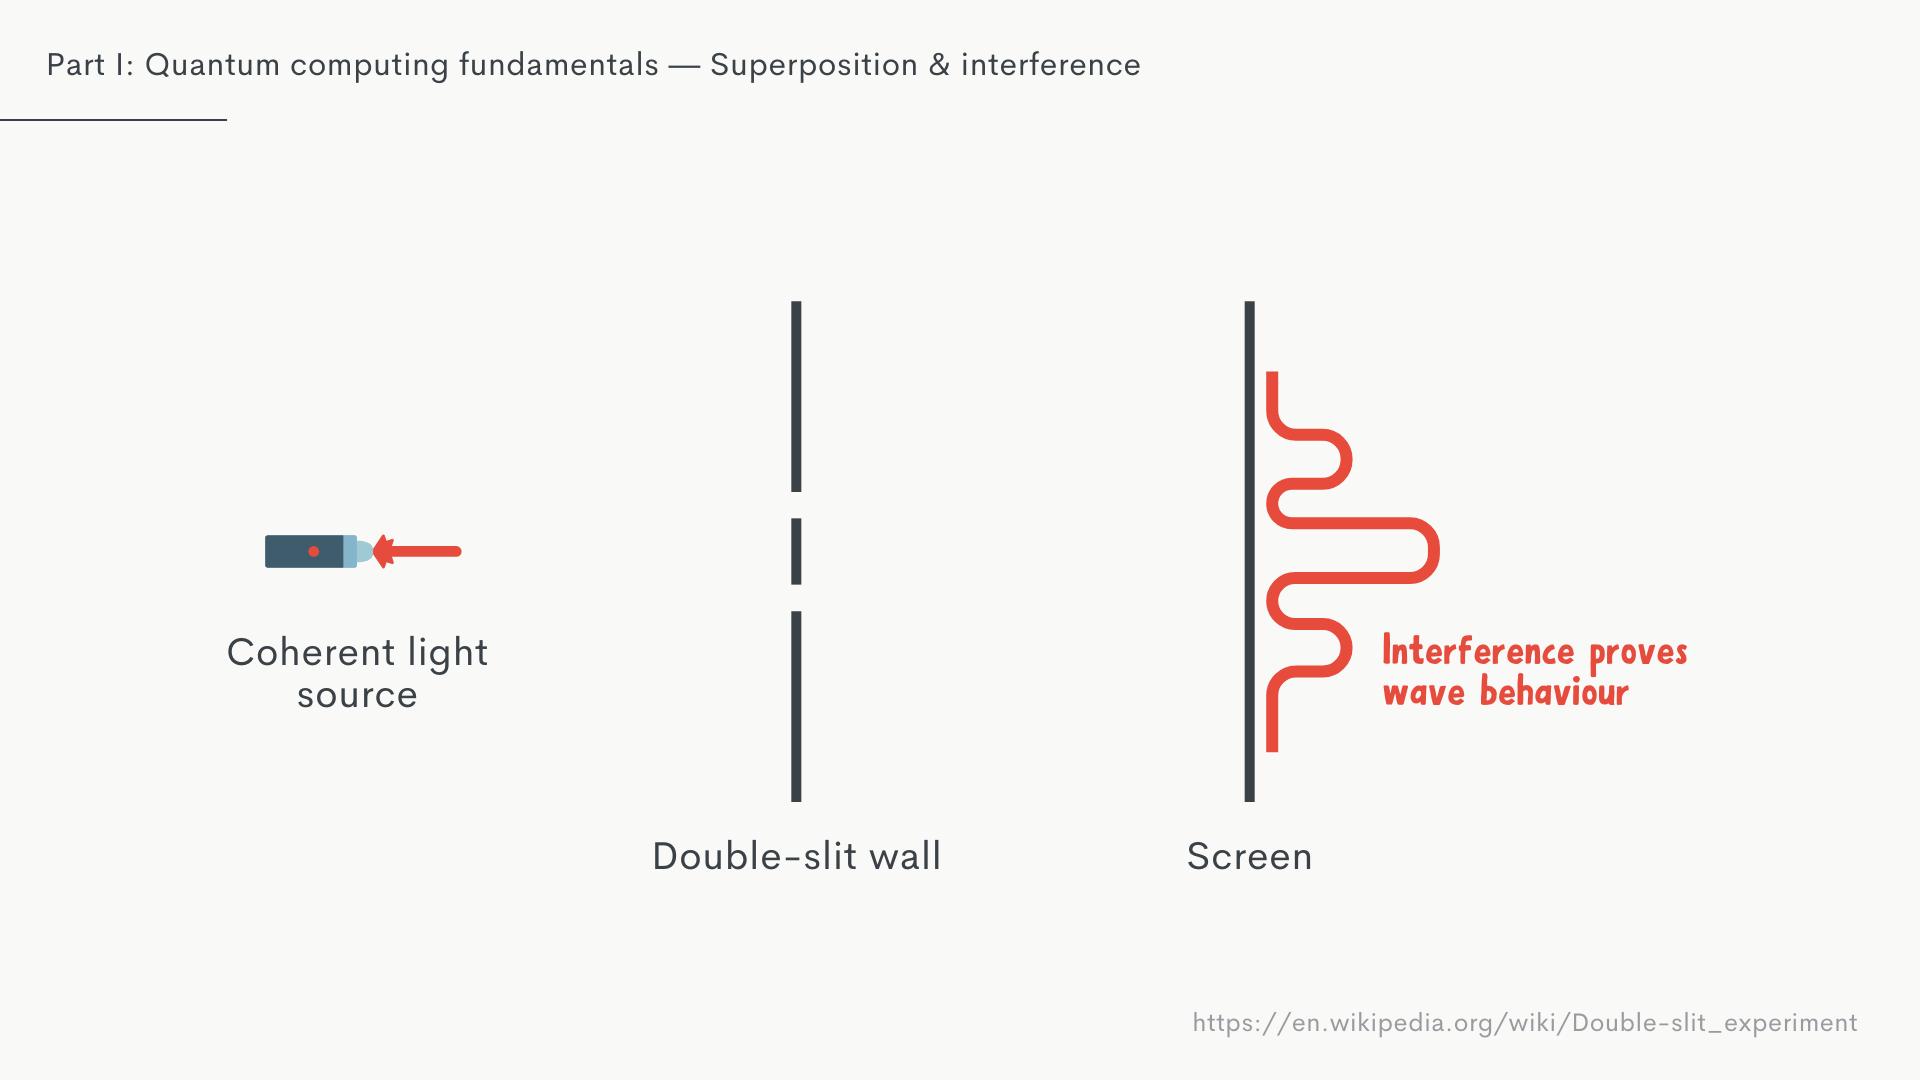 Part I: Quantum computing fundamentals — Superposition & interference
Coherent light
source
Interference proves
wave behaviour
Double-slit wall
Screen
https://en.wikipedia.org/wiki/Double-slit_experiment